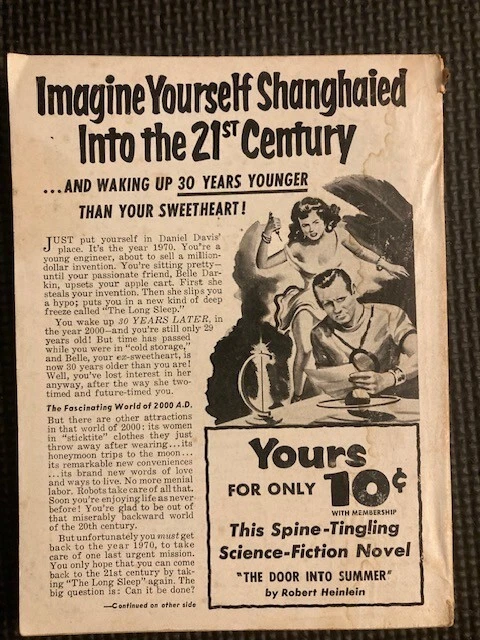 Imagine Yourself Shanghaied
Into the 21ST Century
...AND WAKING UP 30 YEARS YOUNGER
THAN YOUR SWEETHEART!
JUST put yourself in Daniel Davis'
place. It's the year 1970. You're a
young engineer, about to sell a million-
dollar invention. You're sitting pretty—
until your passionate friend, Belle Dar-
kin, upsets your apple cart. First she
steals your invention. Then she slips you
a hypo; puts you in a new kind of deep
freeze called "The Long Sleep."
You wake up 30 YEARS LATER, in
the year 2000—and you're still only 29
years old! But time has passed
while you were in "cold storage,"
and Belle, your ex-sweetheart, is
now 30 years older than you are!
Well, you've lost interest in her
anyway, after the way she two-
timed and future-timed you.
The Fascinating World of 2000 A.D.
But there are other attractions
in that world of 2000: its women
in "sticktite" clothes they just
throw away after wearing...its
honeymoon trips to the moon...
its remarkable new conveniences
...its brand new words of love
and ways to live. No more menial
labor. Robots take care of all that.
Soon you're enjoying life as never
before! You're glad to be out of
that miserably backward world
of the 20th century.
But unfortunately you must get
back to the year 1970, to take
care of one last urgent mission.
You only hope that you can come
back to the 21st century by tak-
ing "The Long Sleep" again. The
big question is: Can it be done?
—Continued on other side
Yours
FOR ONLY 10¢
WITH MEMBERSHIP
This Spine-Tingling
Science-Fiction Novel
"THE DOOR INTO SUMMER"
by Robert Heinlein